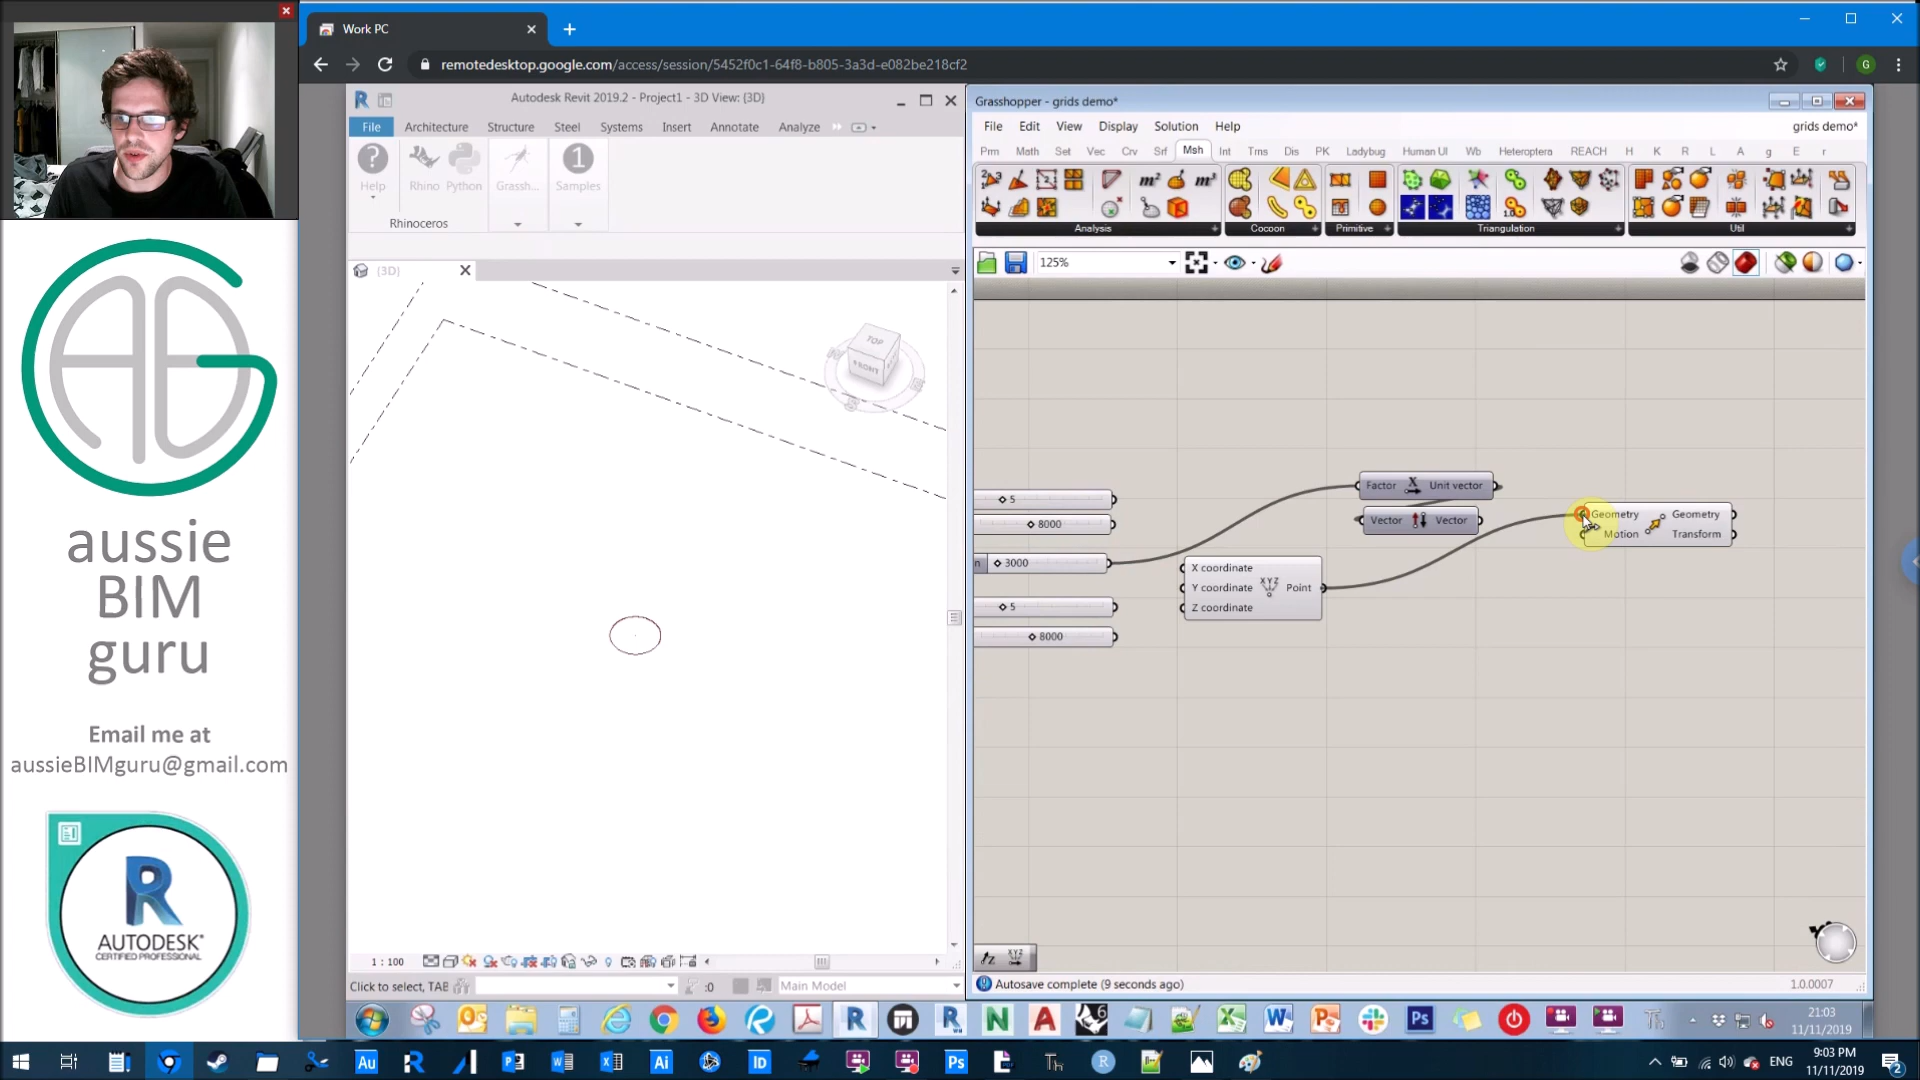 Work PC
remotedesktop.google.com/access/session/5452f0c1-64f8-b805-3a3d-e082be218cf2
G
Autodesk Revit 2019.2 - Project1 - 3D View: {3D}
File Architecture Structure Steel Systems Insert Annotate Analyze
Help Rhino Python Grassh... Samples
Rhinoceros
{3D}
TOP
FRONT
1 : 100
Click to select, TAB
:0
Main Model
Grasshopper - grids demo*
File Edit View Display Solution Help
grids demo*
Prm Math Set Vec Crv Srf Msh Int Trns Dis PK Ladybug Human UI Wb Heteroptera REACH H K R L A g E r
Analysis Cocoon Primitive Triangulation Util
125%
5
8000
n 3000
5
8000
Factor Unit vector
Vector Vector
X coordinate
Y coordinate Point
Z coordinate
XYZ
Geometry Geometry
Motion Transform
Autosave complete (9 seconds ago)
1.0.0007
21:03
11/11/2019
ENG
9:03 PM
11/11/2019
2
AG
aussie
BIM
guru
Email me at
aussieBIMguru@gmail.com
R
AUTODESK
CERTIFIED PROFESSIONAL